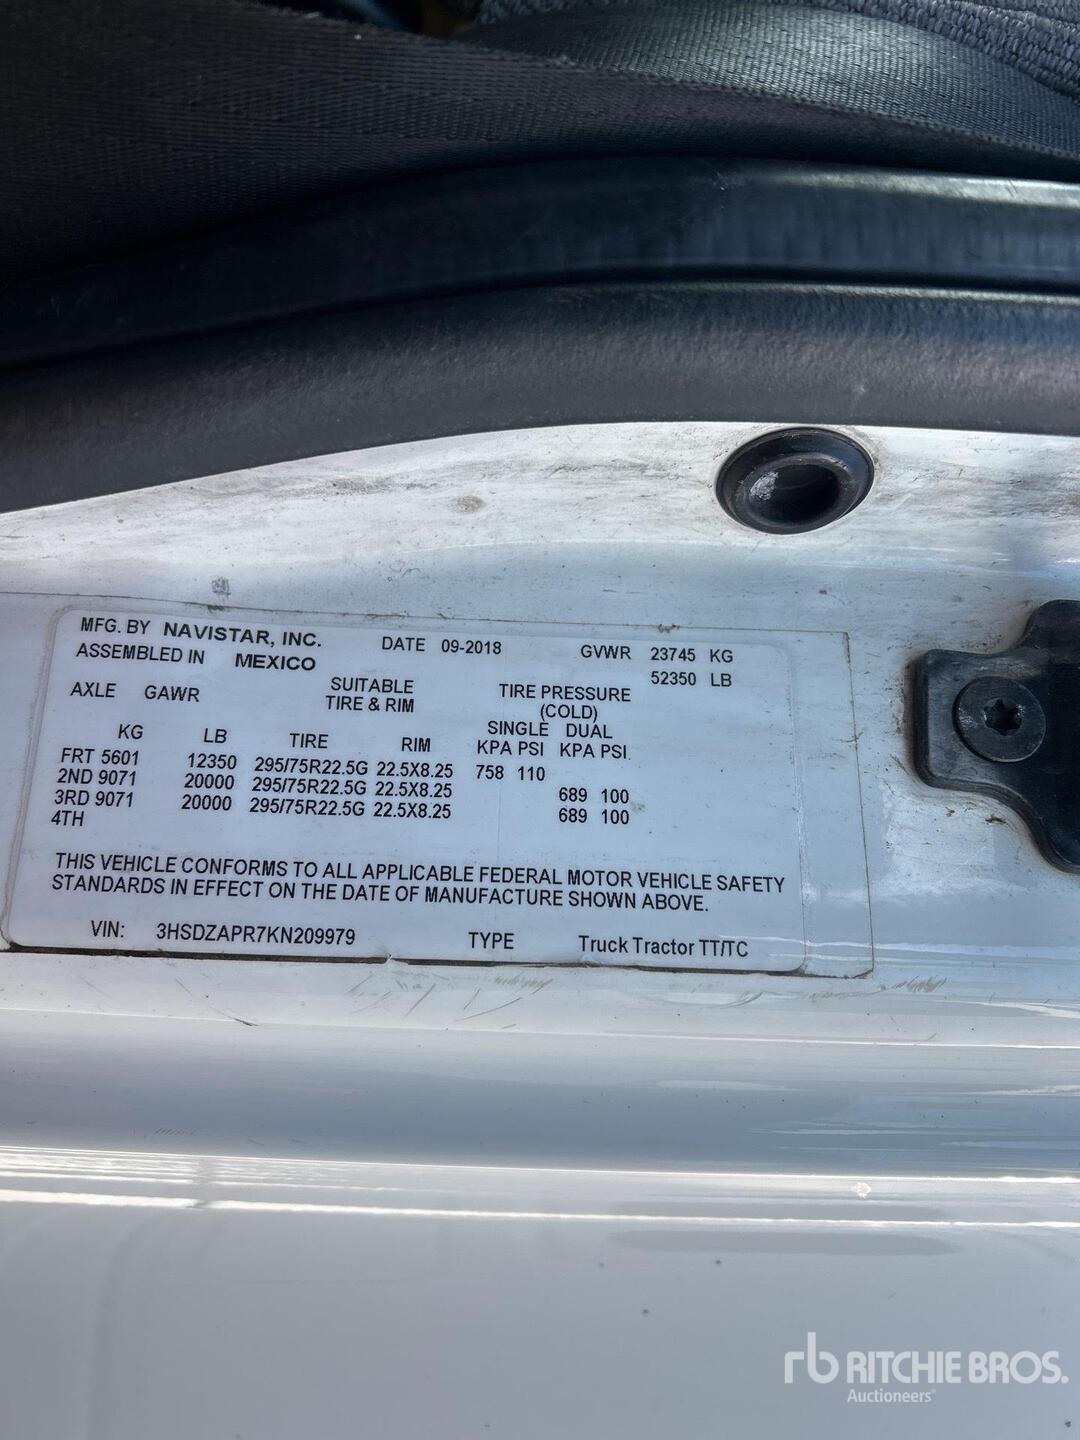 MFG. BY NAVISTAR, INC. DATE 09-2018 GVWR 23745 KG
ASSEMBLED IN MEXICO 52350 LB
AXLE GAWR SUITABLE TIRE PRESSURE
TIRE & RIM (COLD)
SINGLE DUAL
KG LB TIRE RIM KPA PSI KPA PSI
FRT 5601 12350 295/75R22.5G 22.5X8.25 758 110
2ND 9071 20000 295/75R22.5G 22.5X8.25 689 100
3RD 9071 20000 295/75R22.5G 22.5X8.25 689 100
4TH
THIS VEHICLE CONFORMS TO ALL APPLICABLE FEDERAL MOTOR VEHICLE SAFETY
STANDARDS IN EFFECT ON THE DATE OF MANUFACTURE SHOWN ABOVE.
VIN: 3HSDZAPR7KN209979 TYPE Truck Tractor TT/TC
rb RITCHIE BROS.
Auctioneers